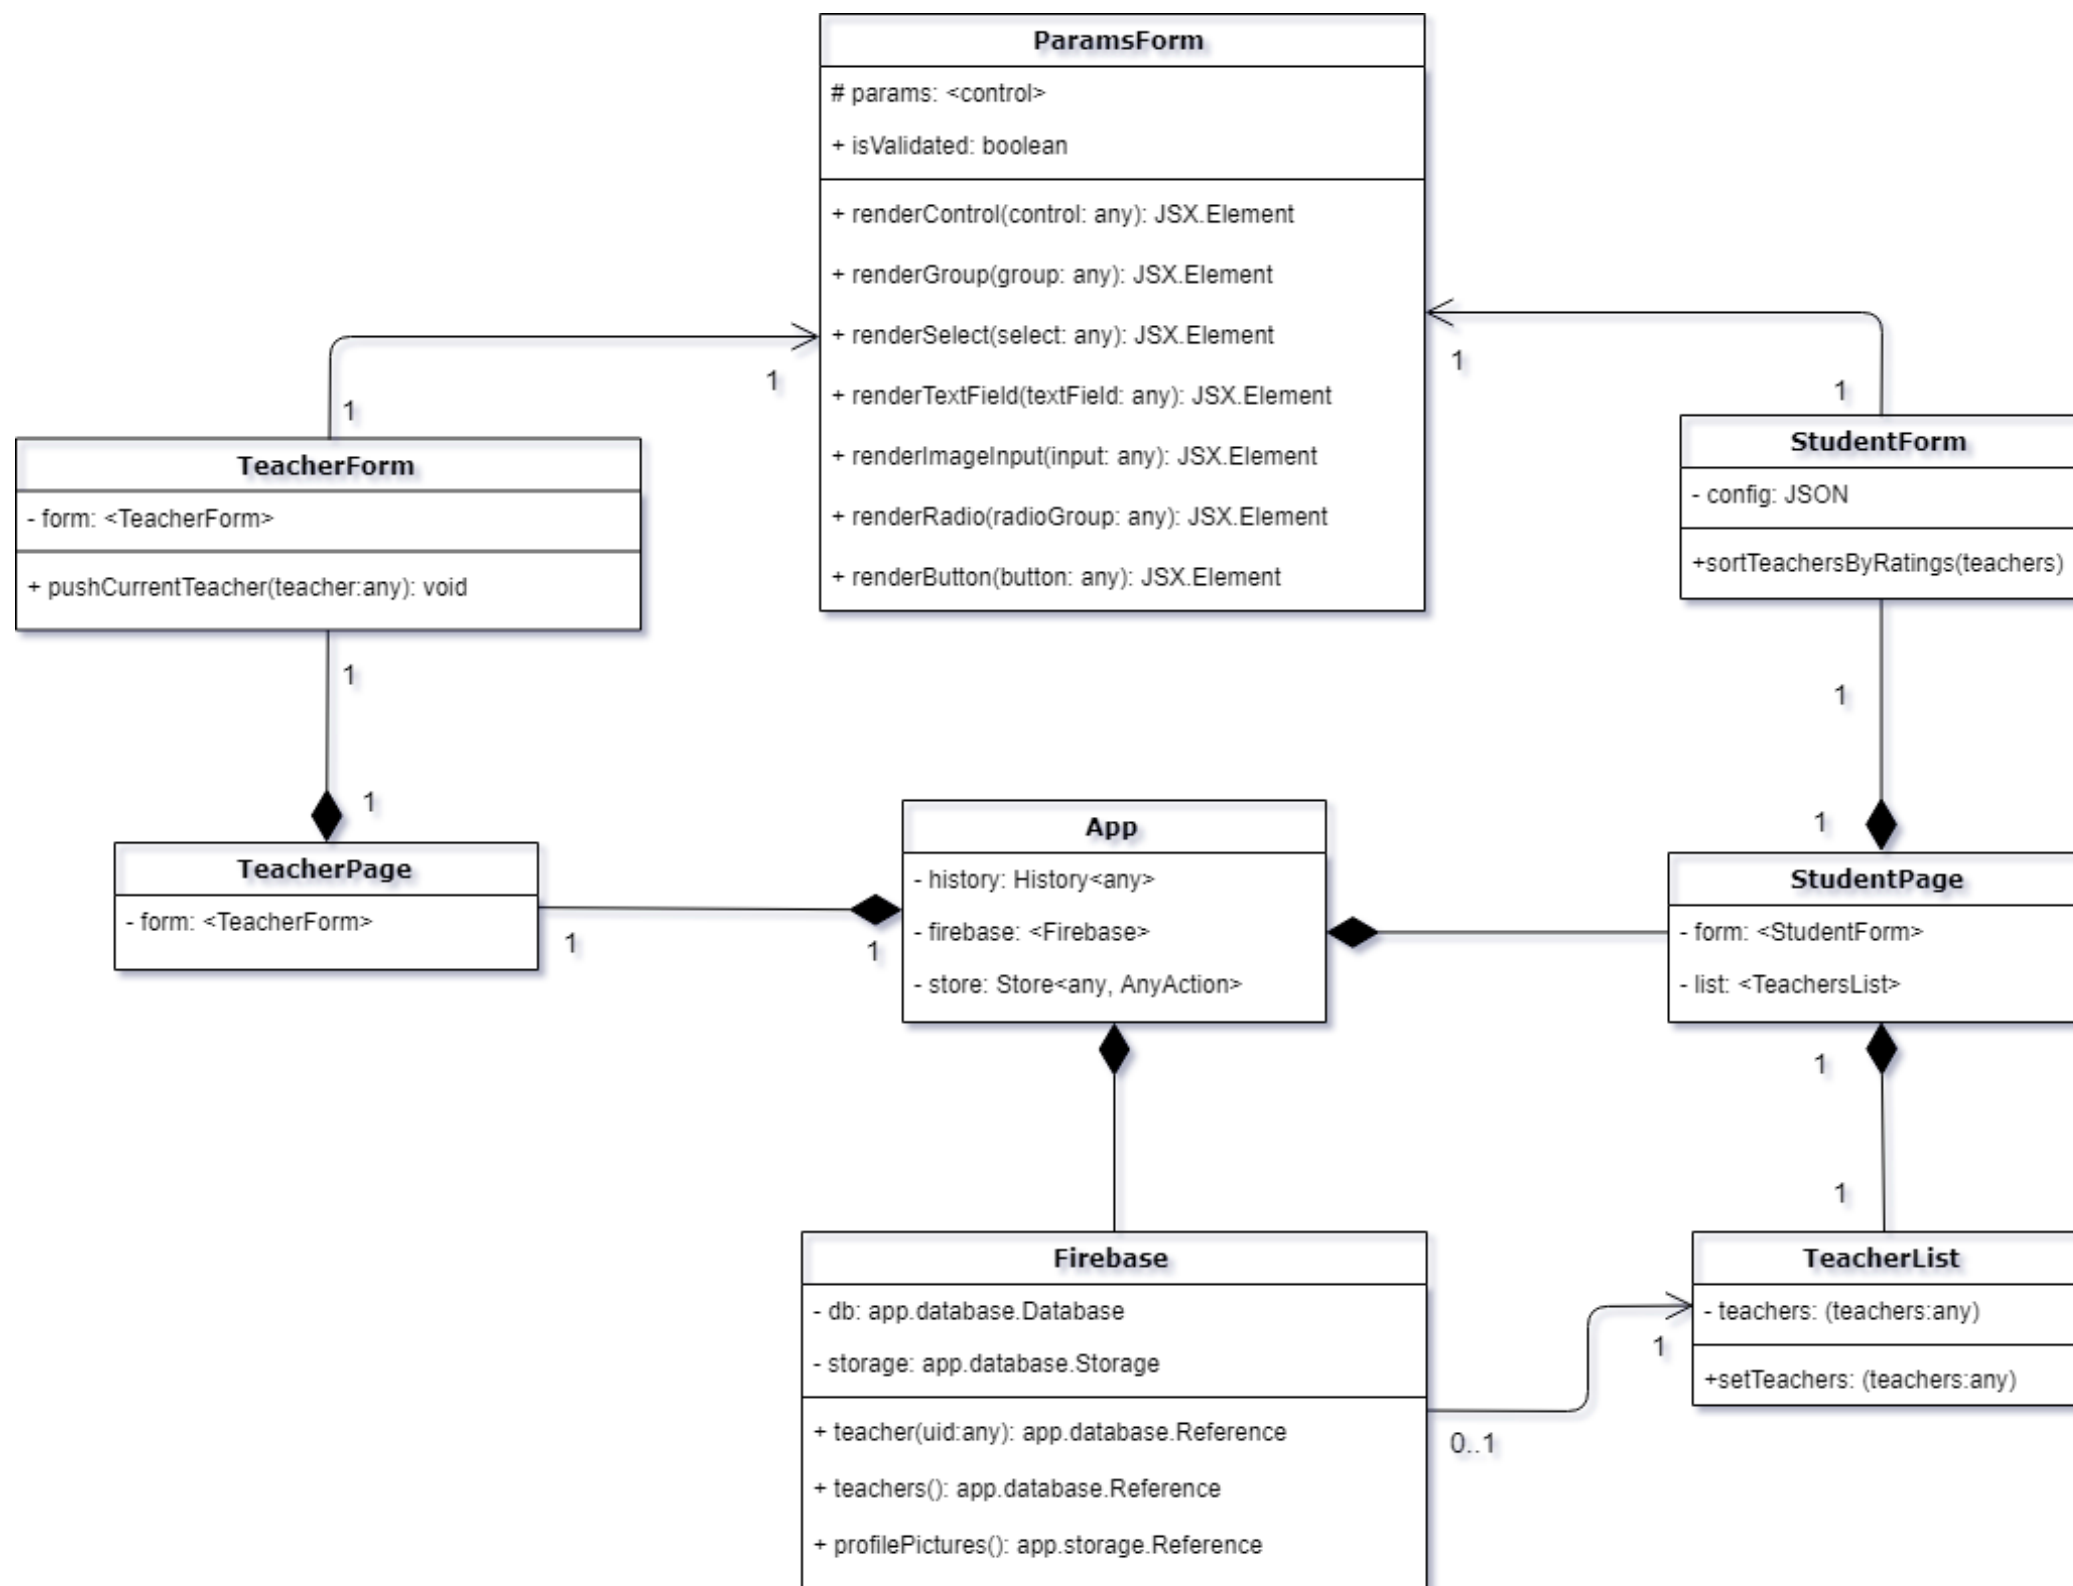 ParamsForm
# params: <control>
+ isValidated: boolean
+ renderControl(control: any): JSX.Element
+ renderGroup(group: any): JSX.Element
+ renderSelect(select: any): JSX.Element
+ renderTextField(textField: any): JSX.Element
+ renderImageInput(input: any): JSX.Element
+ renderRadio(radioGroup: any): JSX.Element
+ renderButton(button: any): JSX.Element
1
1
1
1
TeacherForm
- form: <TeacherForm>
+ pushCurrentTeacher(teacher:any): void
StudentForm
- config: JSON
+sortTeachersByRatings(teachers)
1
1
1
1
TeacherPage
- form: <TeacherForm>
1
1
App
- history: History<any>
- firebase: <Firebase>
- store: Store<any, AnyAction>
StudentPage
- form: <StudentForm>
- list: <TeachersList>
1
1
Firebase
- db: app.database.Database
- storage: app.database.Storage
+ teacher(uid:any): app.database.Reference
+ teachers(): app.database.Reference
+ profilePictures(): app.storage.Reference
0..1
1
TeacherList
- teachers: (teachers:any)
+setTeachers: (teachers:any)